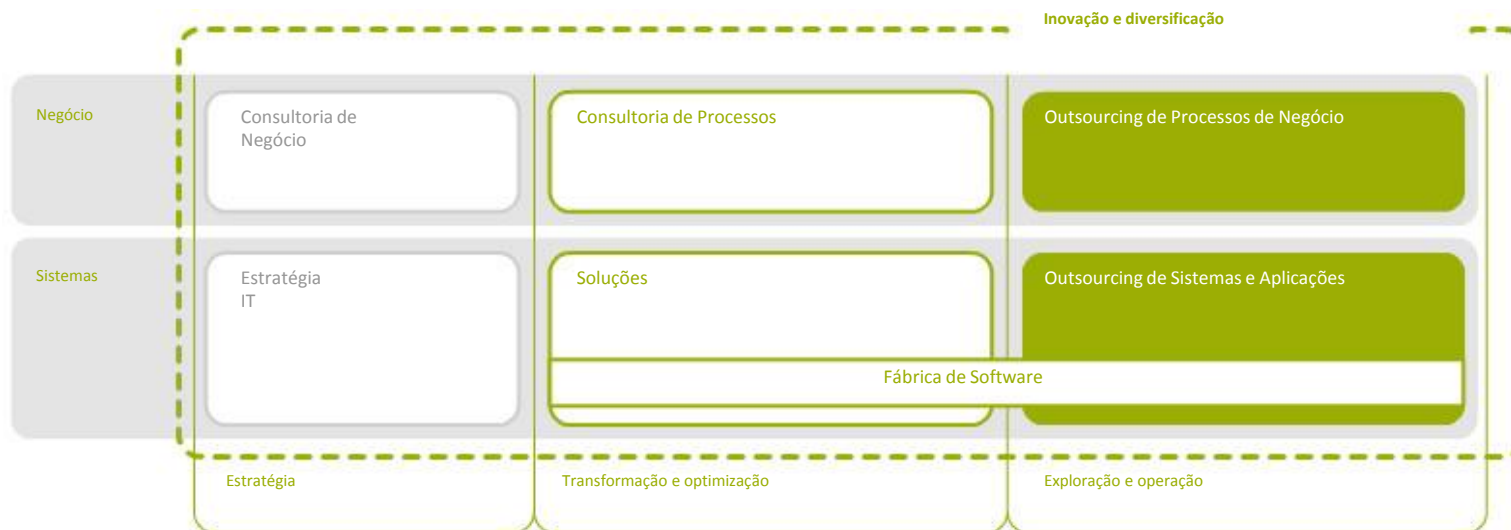 Inovação e diversificação
Negócio
Consultoria de
Negócio
Consultoria de Processos
Outsourcing de Processos de Negócio
Sistemas
Estratégia
IT
Soluções
Outsourcing de Sistemas e Aplicações
Fábrica de Software
Estratégia
Transformação e optimização
Exploração e operação